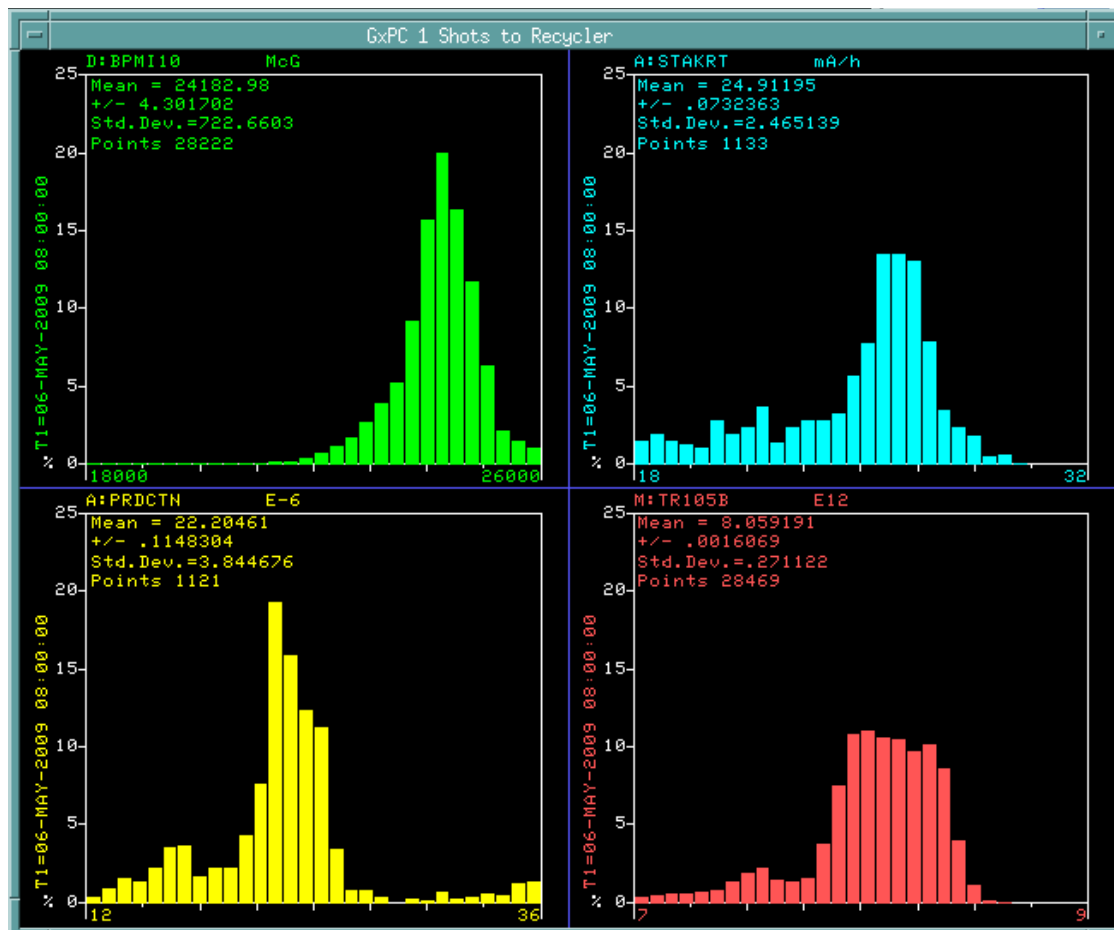 GxPC 1 Shots to Recycler
D:BPMI10 McG
Mean = 24182.98
+/- 4.301702
Std.Dev.=722.6603
Points 28222
25
20
15
10
5
% 0
T1=06-MAY-2009 08:00:00
18000 26000
A:STAKRT mA/h
Mean = 24.91195
+/- .0732363
Std.Dev.=2.465139
Points 1133
25
20
15
10
5
% 0
T1=06-MAY-2009 08:00:00
18 32
A:PRDCTN E-6
Mean = 22.20461
+/- .1148304
Std.Dev.=3.844676
Points 1121
25
20
15
10
5
% 0
T1=06-MAY-2009 08:00:00
12 36
M:TR105B E12
Mean = 8.059191
+/- .0016069
Std.Dev.=.271122
Points 28469
25
20
15
10
5
% 0
T1=06-MAY-2009 08:00:00
7 9